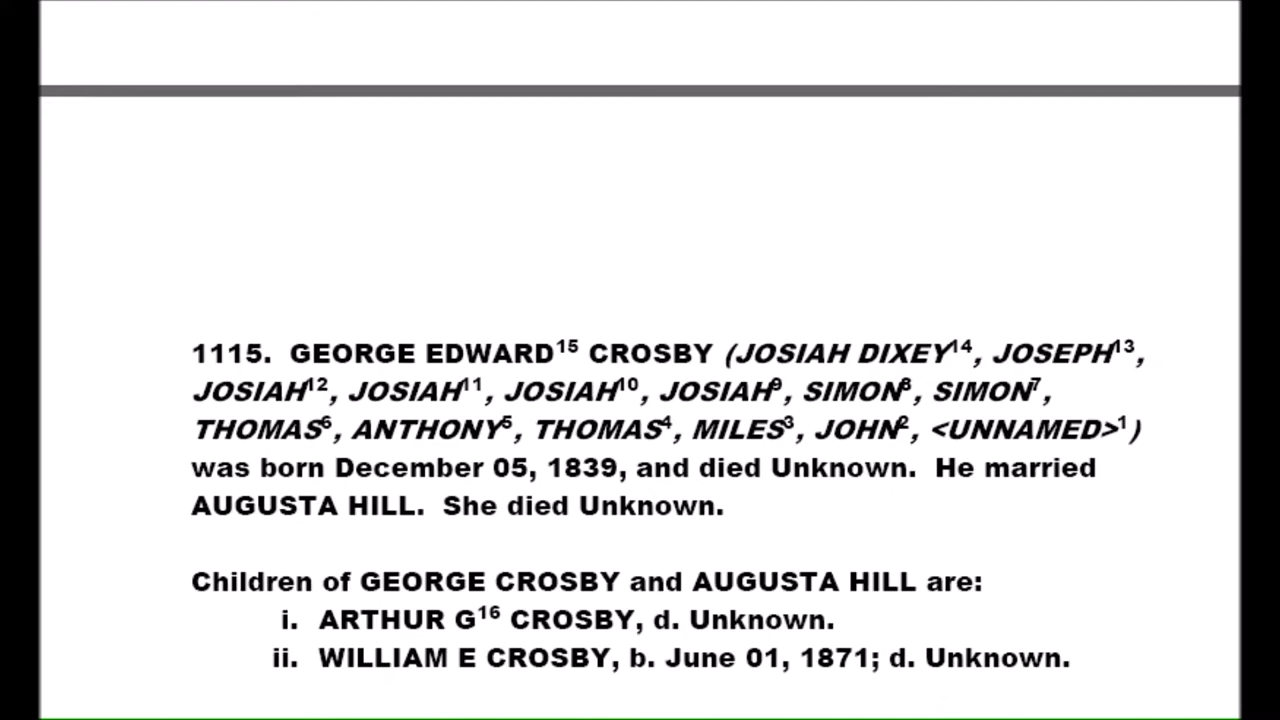 1115. GEORGE EDWARD¹⁵ CROSBY (JOSIAH DIXEY¹⁴, JOSEPH¹³,
JOSIAH¹², JOSIAH¹¹, JOSIAH¹⁰, JOSIAH⁹, SIMON⁸, SIMON⁷,
THOMAS⁶, ANTHONY⁵, THOMAS⁴, MILES³, JOHN², <UNNAMED>¹)
was born December 05, 1839, and died Unknown. He married
AUGUSTA HILL. She died Unknown.
Children of GEORGE CROSBY and AUGUSTA HILL are:
i. ARTHUR G¹⁶ CROSBY, d. Unknown.
ii. WILLIAM E CROSBY, b. June 01, 1871; d. Unknown.